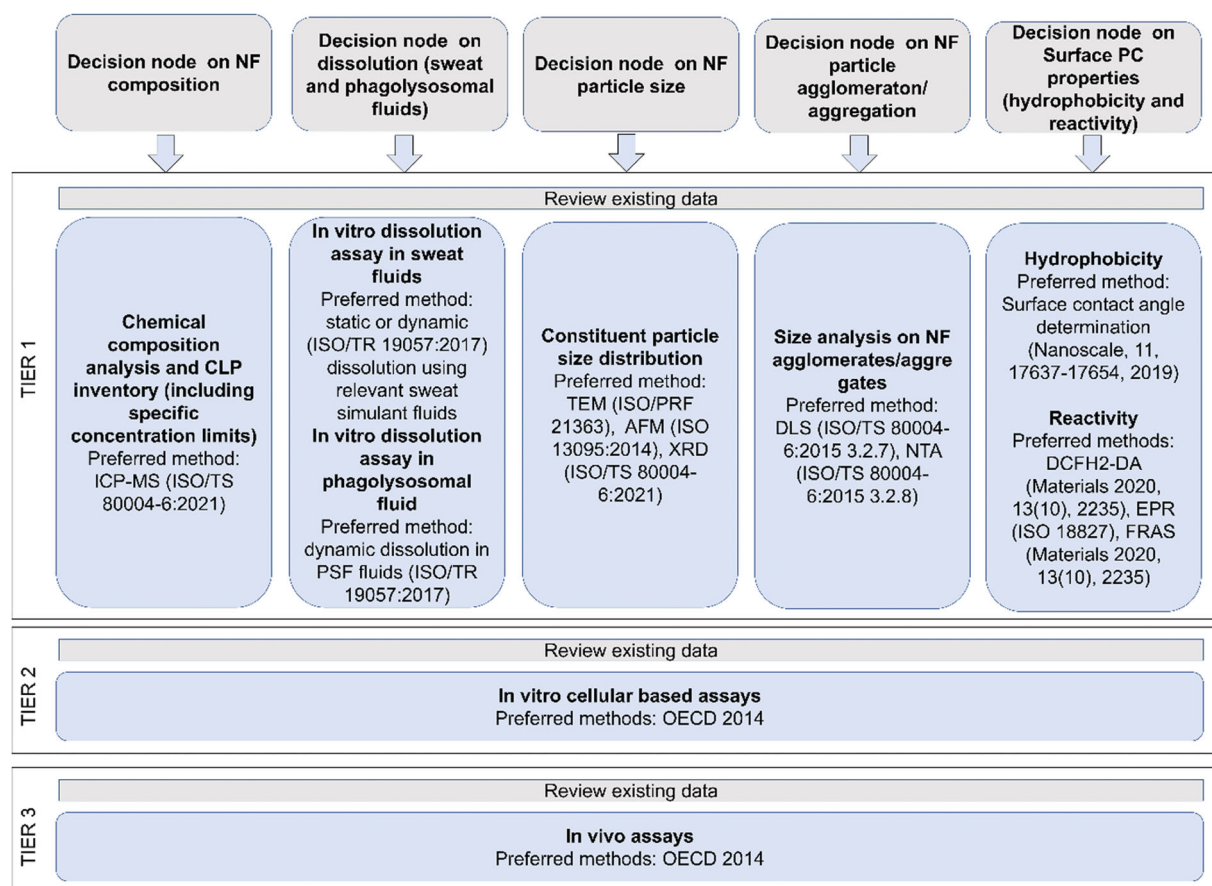 Decision node  on NF
composition
Decision node  on
dissolution (sweat
and phagolysosomal
fluids)
Decision node  on NF
particle size
Decision node  on NF
particle
agglomeraton/
aggregation
Decision node on
Surface PC
properties
(hydrophobicity and
reactivity)
TIER 1
Review existing data
Chemical
composition
analysis and CLP
inventory (including
specific
concentration limits)
Preferred method:
ICP-MS (ISO/TS
80004-6:2021)
In vitro dissolution
assay in sweat
fluids
Preferred method:
static or dynamic
(ISO/TR 19057:2017)
dissolution using
relevant sweat
simulant fluids
In vitro dissolution
assay in
phagolysosomal
fluid
Preferred method:
dynamic dissolution in
PSF fluids (ISO/TR
19057:2017)
Constituent particle
size distribution
Preferred method:
TEM (ISO/PRF
21363),  AFM (ISO
13095:2014), XRD
(ISO/TS 80004-
6:2021)
Size analysis on NF
agglomerates/aggre
gates
Preferred method:
DLS (ISO/TS 80004-
6:2015 3.2.7), NTA
(ISO/TS 80004-
6:2015 3.2.8)
Hydrophobicity
Preferred method:
Surface contact angle
determination
(Nanoscale, 11,
17637-17654, 2019)
Reactivity
Preferred methods:
DCFH2-DA
(Materials 2020,
13(10), 2235), EPR
(ISO 18827), FRAS
(Materials 2020,
13(10), 2235)
TIER 2
Review existing data
In vitro cellular based assays
Preferred methods: OECD 2014
TIER 3
Review existing data
In vivo assays
Preferred methods: OECD 2014